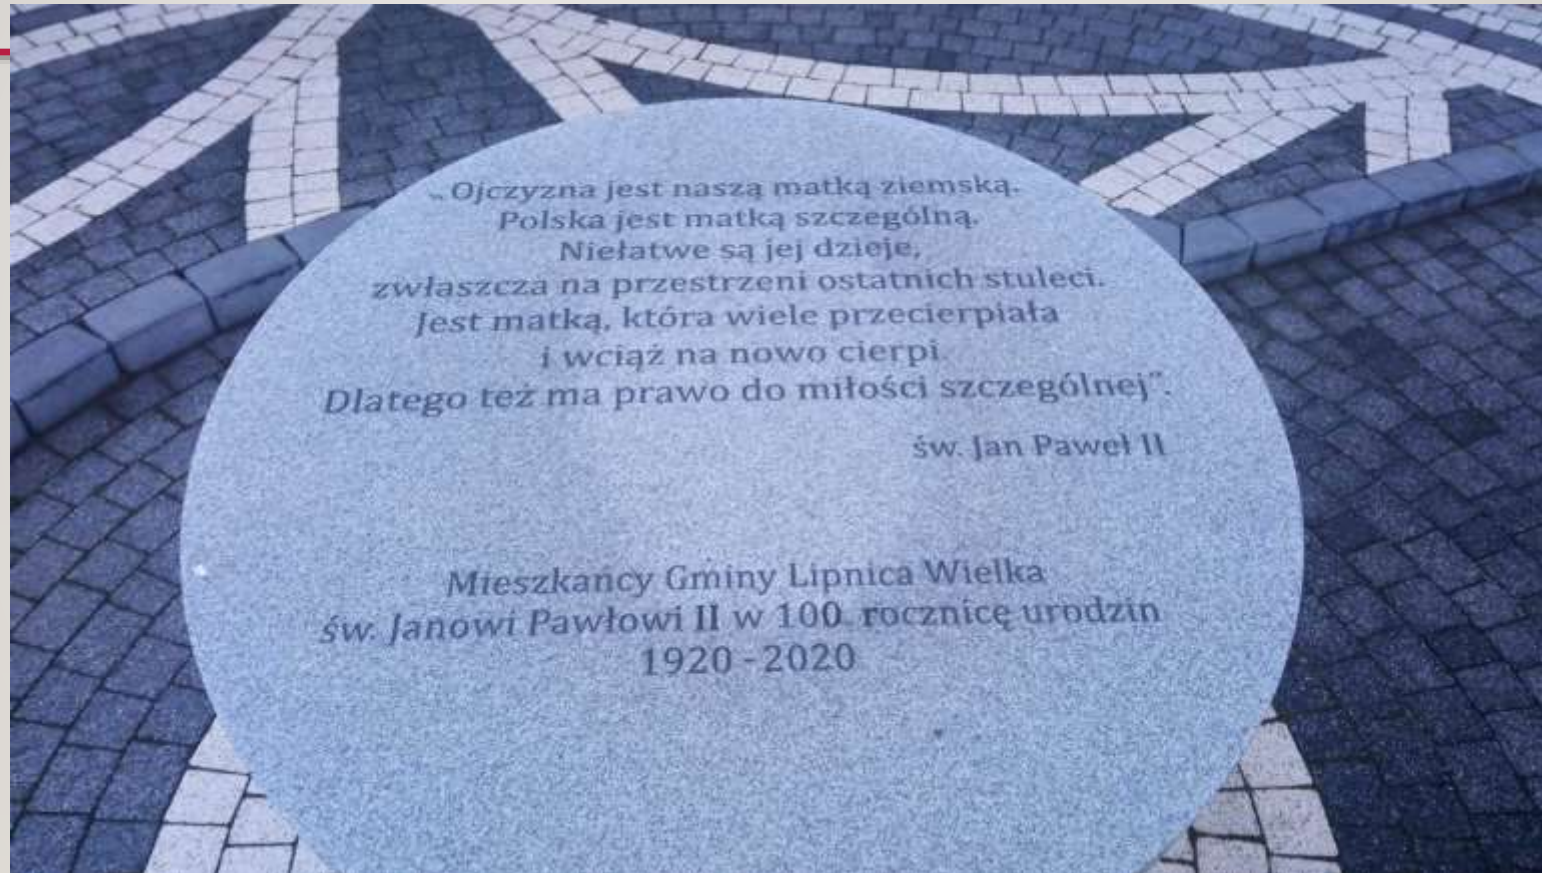 „Ojczyzna jest naszą matką ziemską.
Polska jest matką szczególną.
Niełatwe są jej dzieje,
zwłaszcza na przestrzeni ostatnich stuleci.
Jest matką, która wiele przecierpiała
i wciąż na nowo cierpi.
Dlatego też ma prawo do miłości szczególnej”.
św. Jan Paweł II
Mieszkańcy Gminy Lipnica Wielka
św. Janowi Pawłowi II w 100. rocznicę urodzin
1920 - 2020